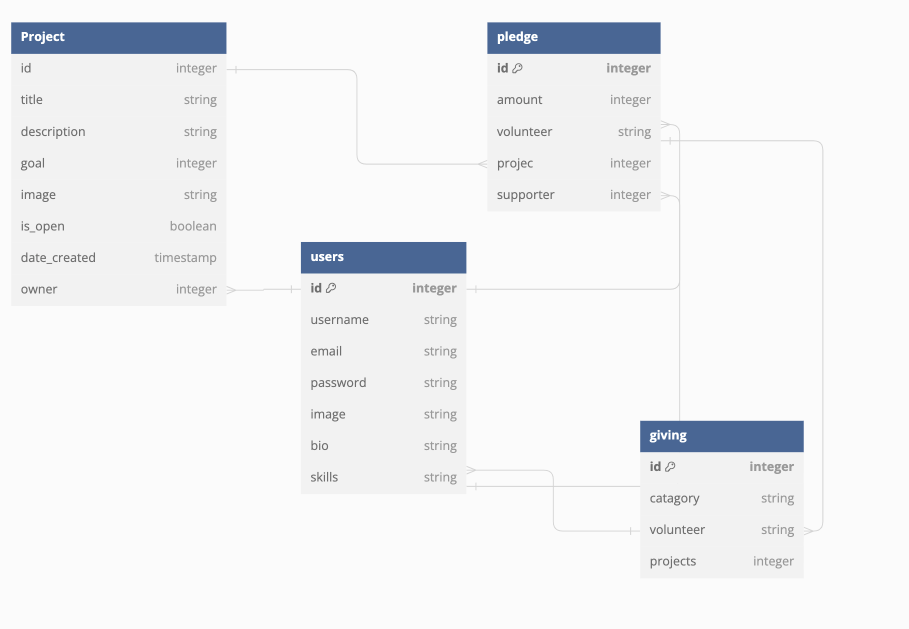 Project
id integer
title string
description string
goal integer
image string
is_open boolean
date_created timestamp
owner integer
pledge
id integer
amount integer
volunteer string
projec integer
supporter integer
users
id integer
username string
email string
password string
image string
bio string
skills string
giving
id integer
catagory string
volunteer string
projects integer